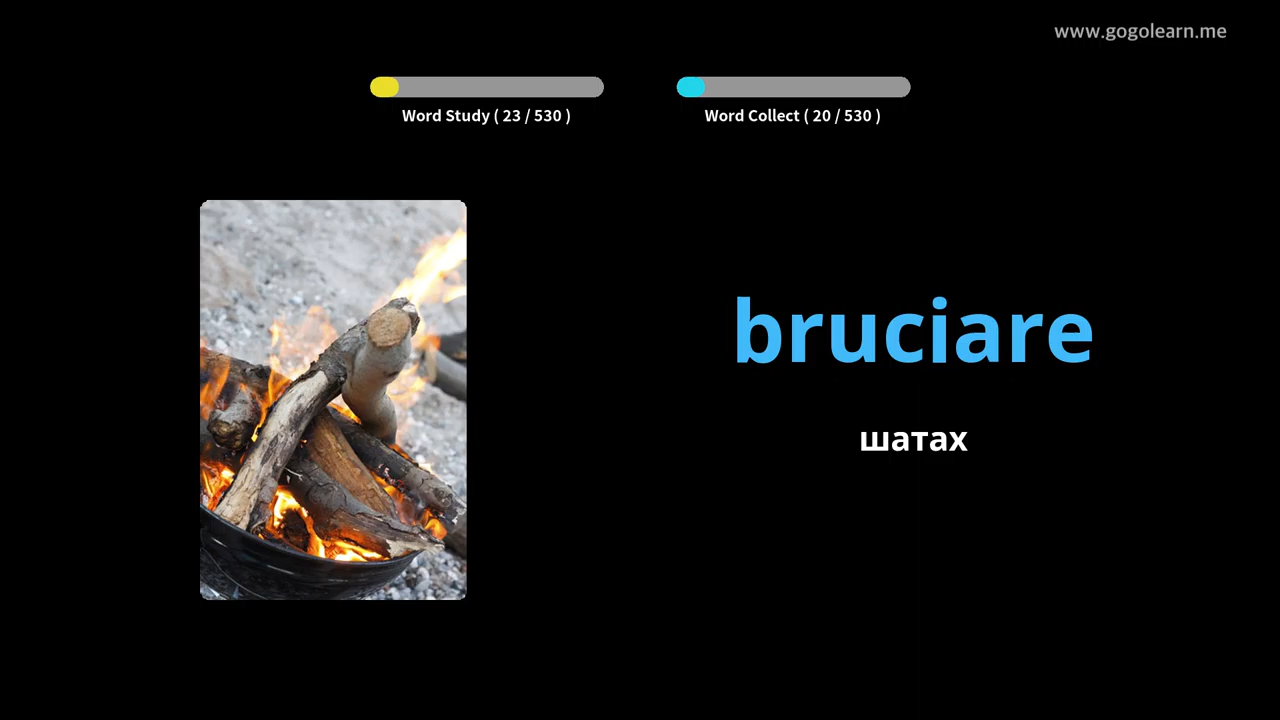 www.gogolearn.me
Word Study ( 23 / 530 )
Word Collect ( 20 / 530 )
bruciare
шатах